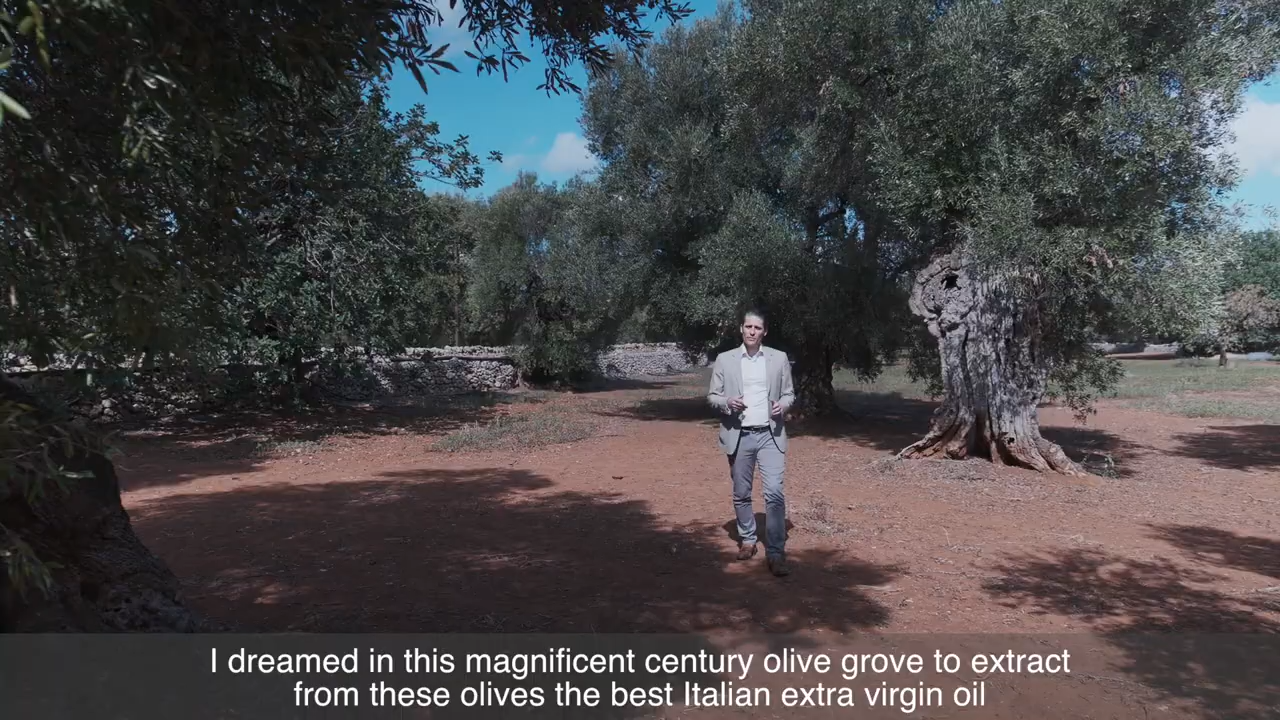 I dreamed in this magnificent century olive grove to extract
from these olives the best Italian extra virgin oil